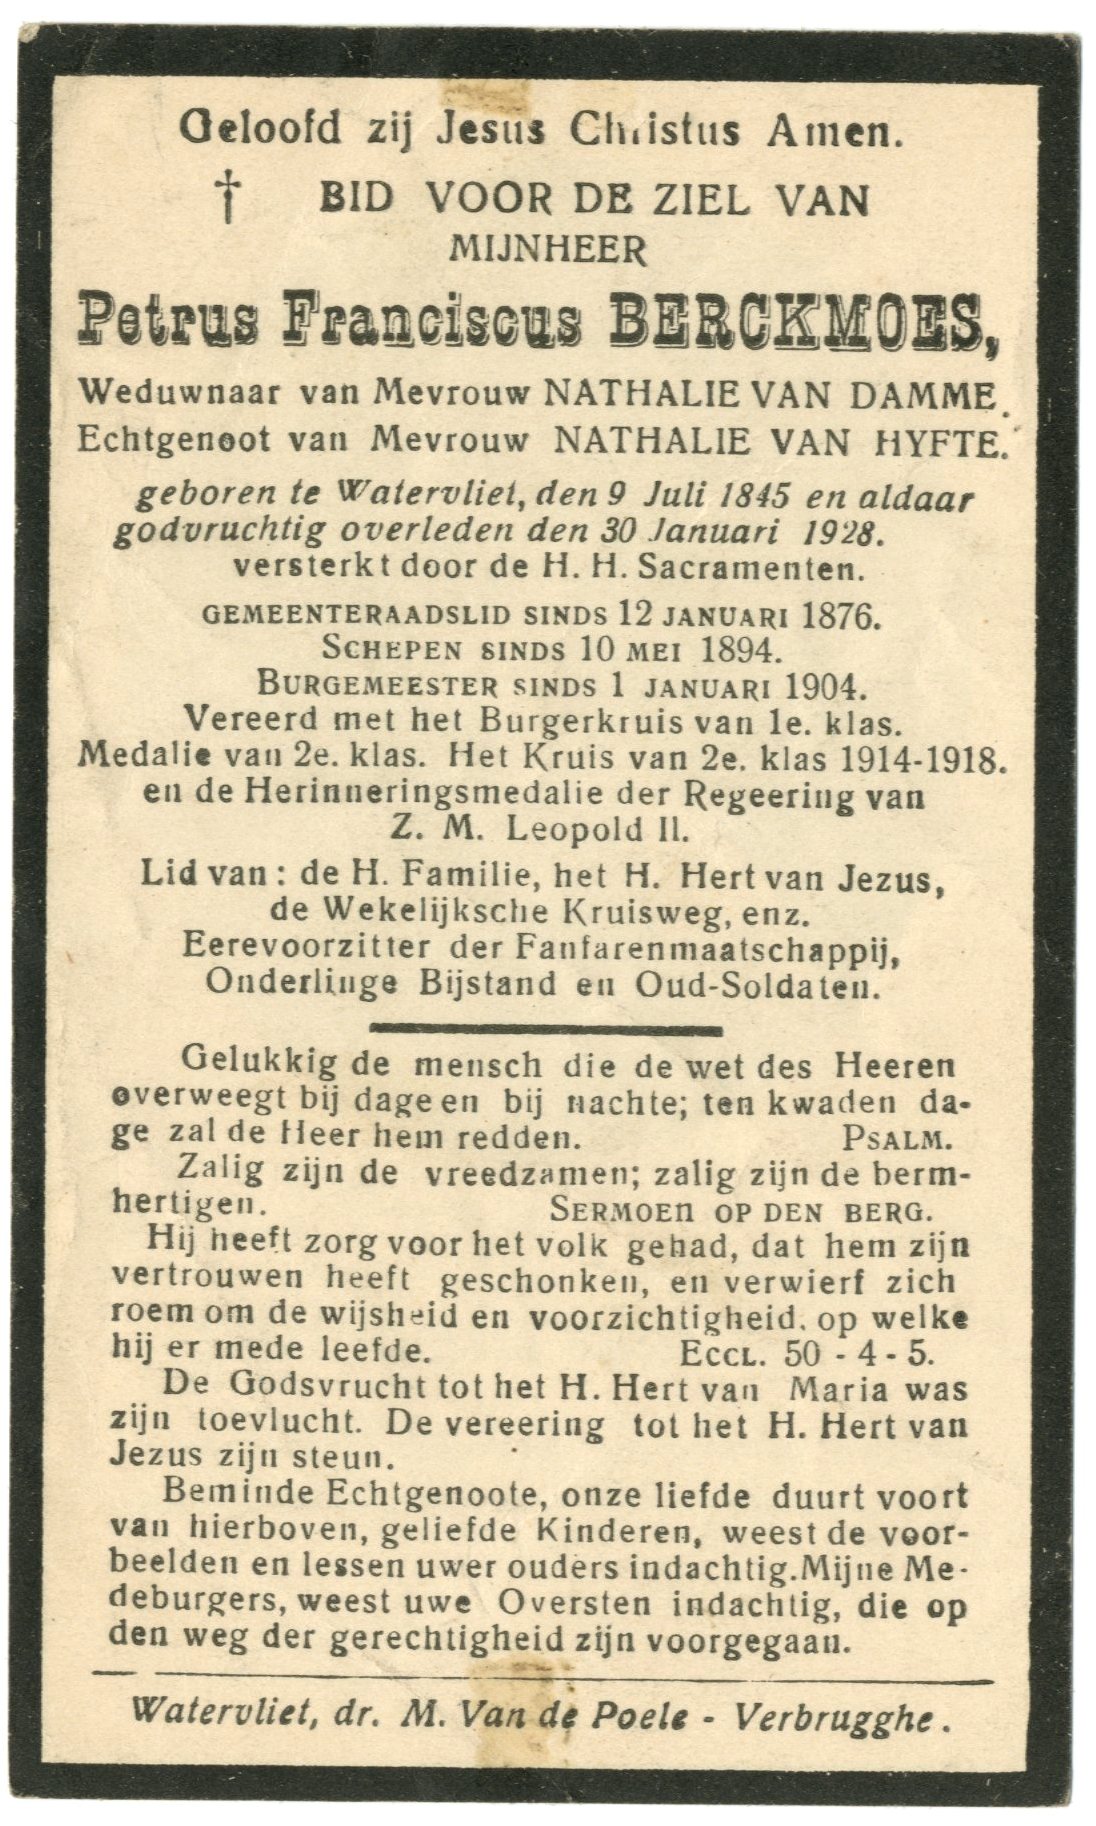 Geloofd zij Jesus Christus Amen.
† BID VOOR DE ZIEL VAN
MIJNHEER
Petrus Franciscus BERCKMOES,
Weduwnaar van Mevrouw NATHALIE VAN DAMME.
Echtgenoot van Mevrouw NATHALIE VAN HYFTE.
geboren te Watervliet, den 9 Juli 1845 en aldaar
godvruchtig overleden den 30 Januari 1928.
versterkt door de H. H. Sacramenten.
GEMEENTERAADSLID SINDS 12 JANUARI 1876.
SCHEPEN SINDS 10 MEI 1894.
BURGEMEESTER SINDS 1 JANUARI 1904.
Vereerd met het Burgerkruis van 1e. klas.
Medalie van 2e. klas. Het Kruis van 2e. klas 1914-1918.
en de Herinneringsmedalie der Regeering van
Z. M. Leopold II.
Lid van: de H. Familie, het H. Hert van Jezus,
de Wekelijksche Kruisweg, enz.
Eerevoorzitter der Fanfarenmaatschappij,
Onderlinge Bijstand en Oud-Soldaten.
Gelukkig de mensch die de wet des Heeren
overweegt bij dage en bij nachte; ten kwaden da-
ge zal de Heer hem redden. PSALM.
Zalig zijn de vreedzamen; zalig zijn de berm-
hertigen. SERMOEN OP DEN BERG.
Hij heeft zorg voor het volk gehad, dat hem zijn
vertrouwen heeft geschonken, en verwierf zich
roem om de wijsheid en voorzichtigheid. op welke
hij er mede leefde. ECCL. 50 - 4 - 5.
De Godsvrucht tot het H. Hert van Maria was
zijn toevlucht. De vereering tot het H. Hert van
Jezus zijn steun.
Beminde Echtgenoote, onze liefde duurt voort
van hierboven, geliefde Kinderen, weest de voor-
beelden en lessen uwer ouders indachtig. Mijne Me-
deburgers, weest uwe Oversten indachtig, die op
den weg der gerechtigheid zijn voorgegaan.
Watervliet, dr. M. Van de Poele - Verbrugghe.